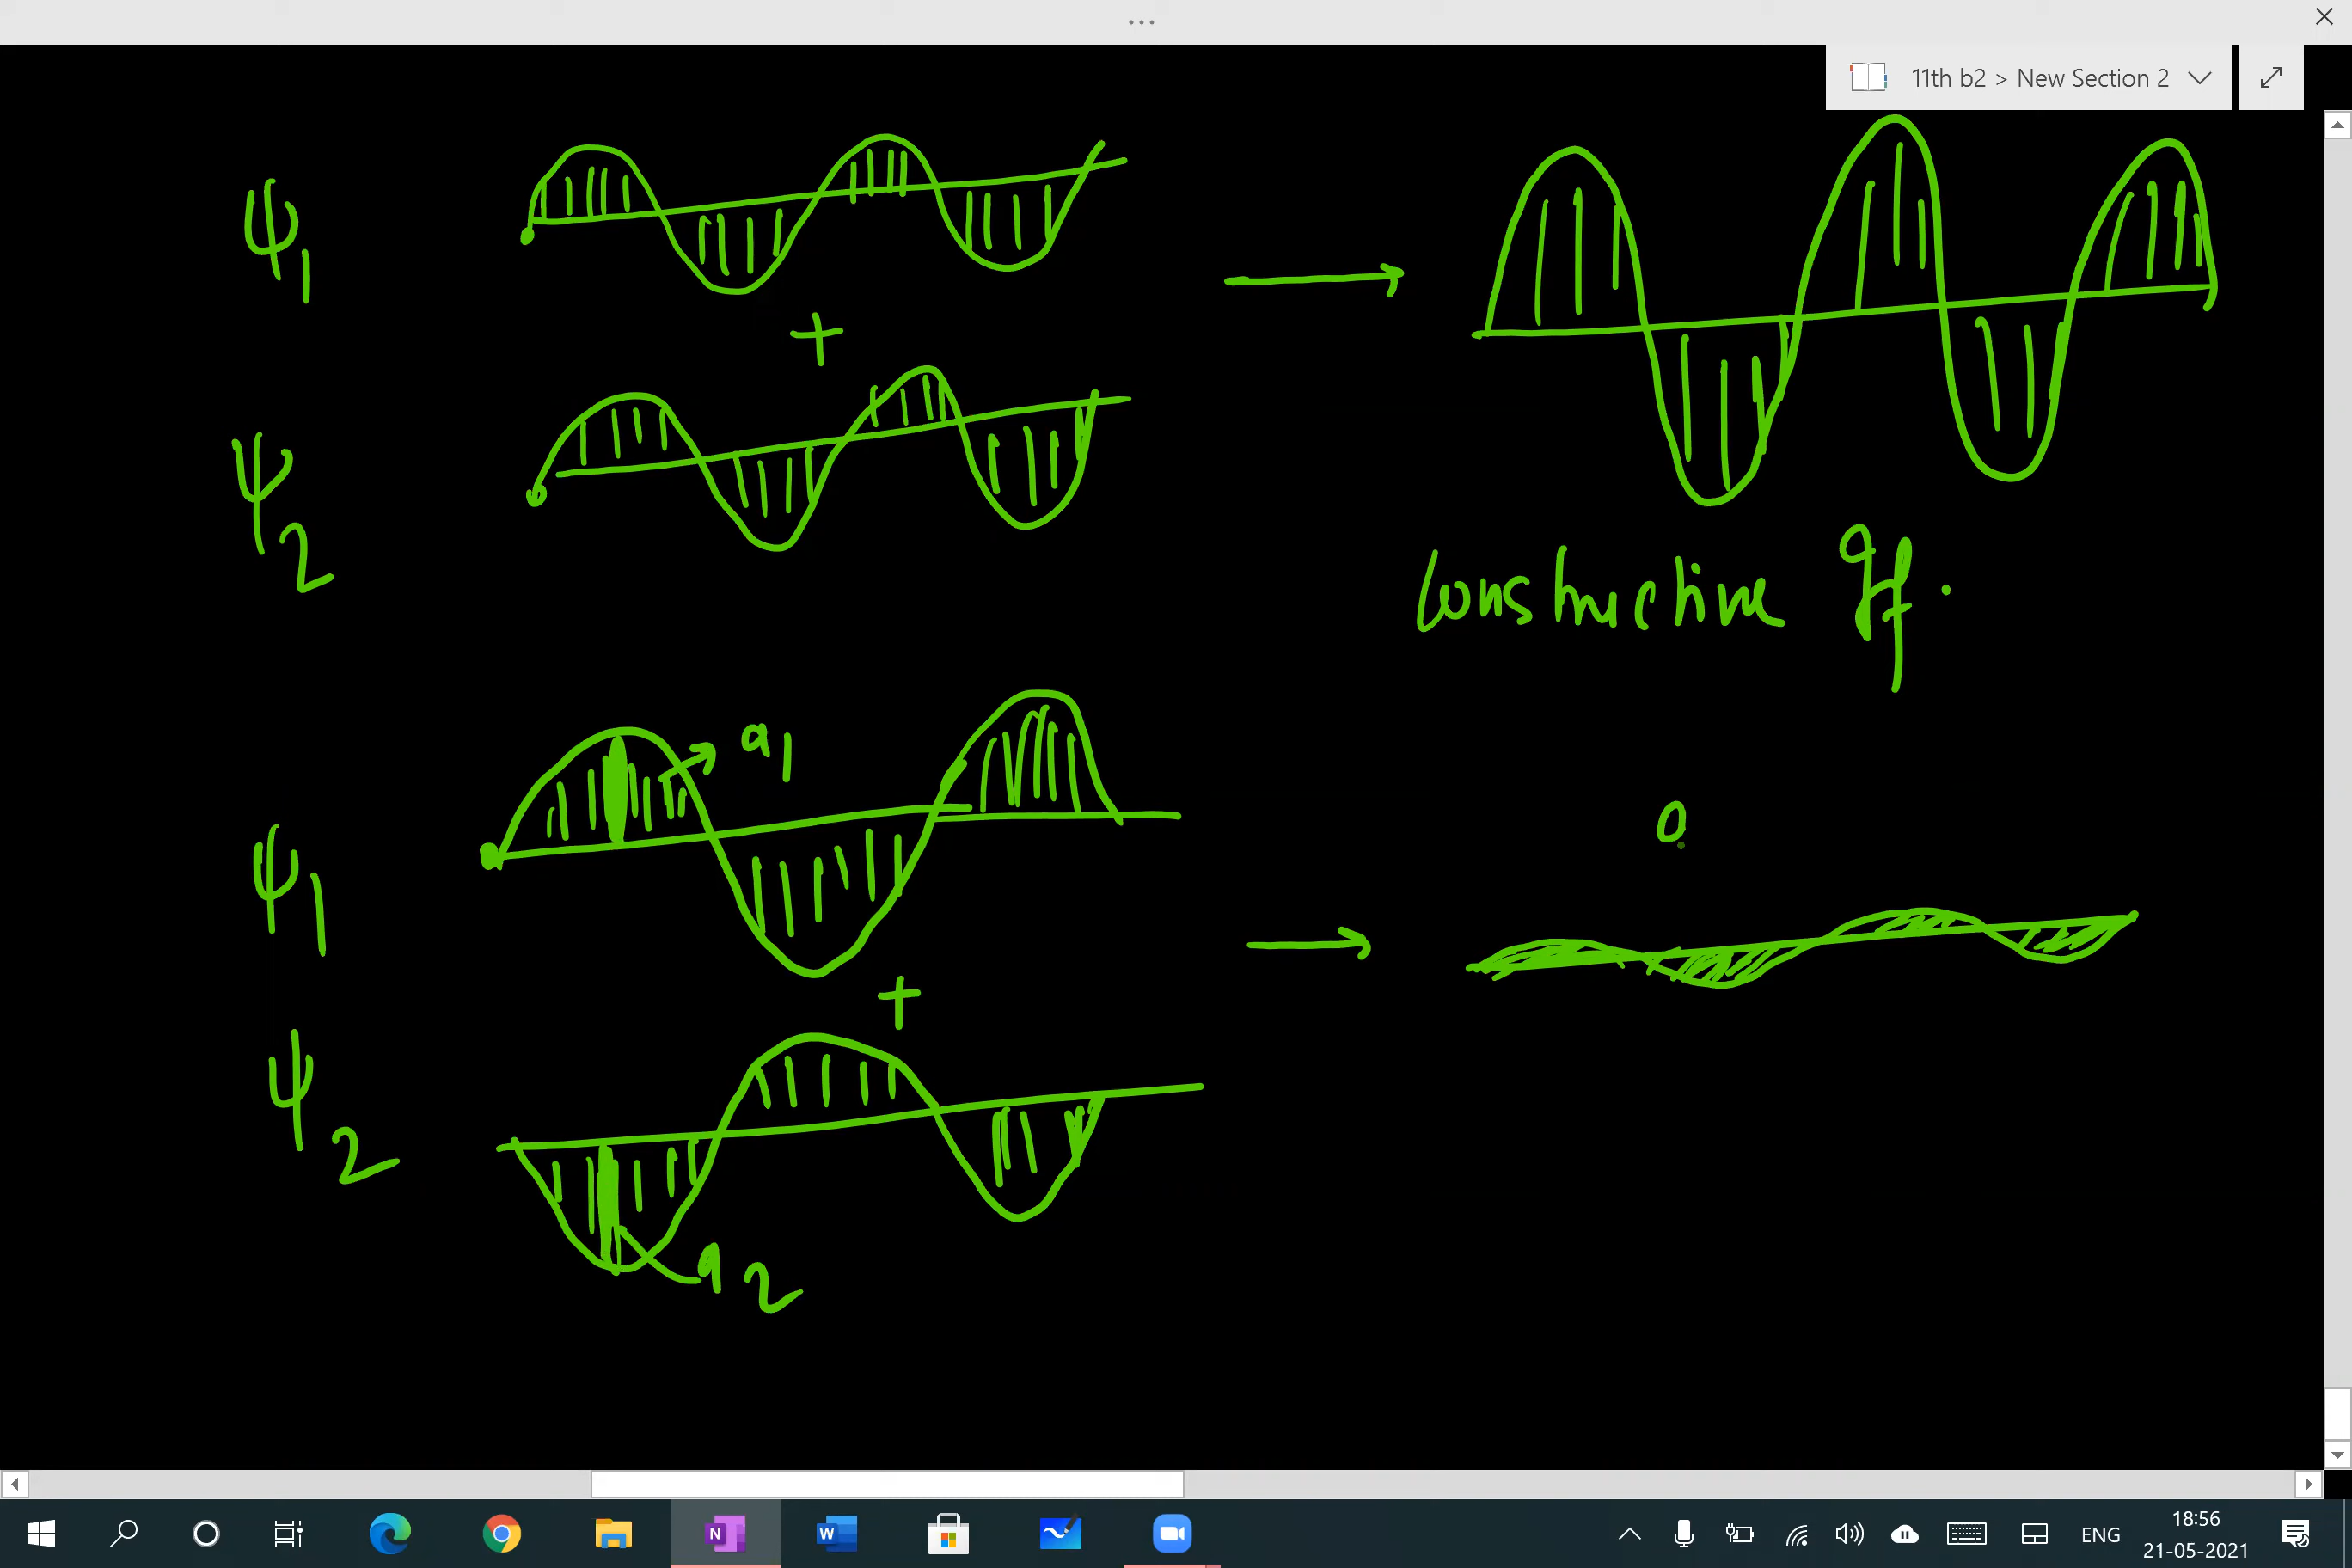 ...
11th b2 > New Section 2
ψ1
+
ψ2
Constructive If.
a1
ψ1
0
+
ψ2
a2
ENG
18:56
21-05-2021